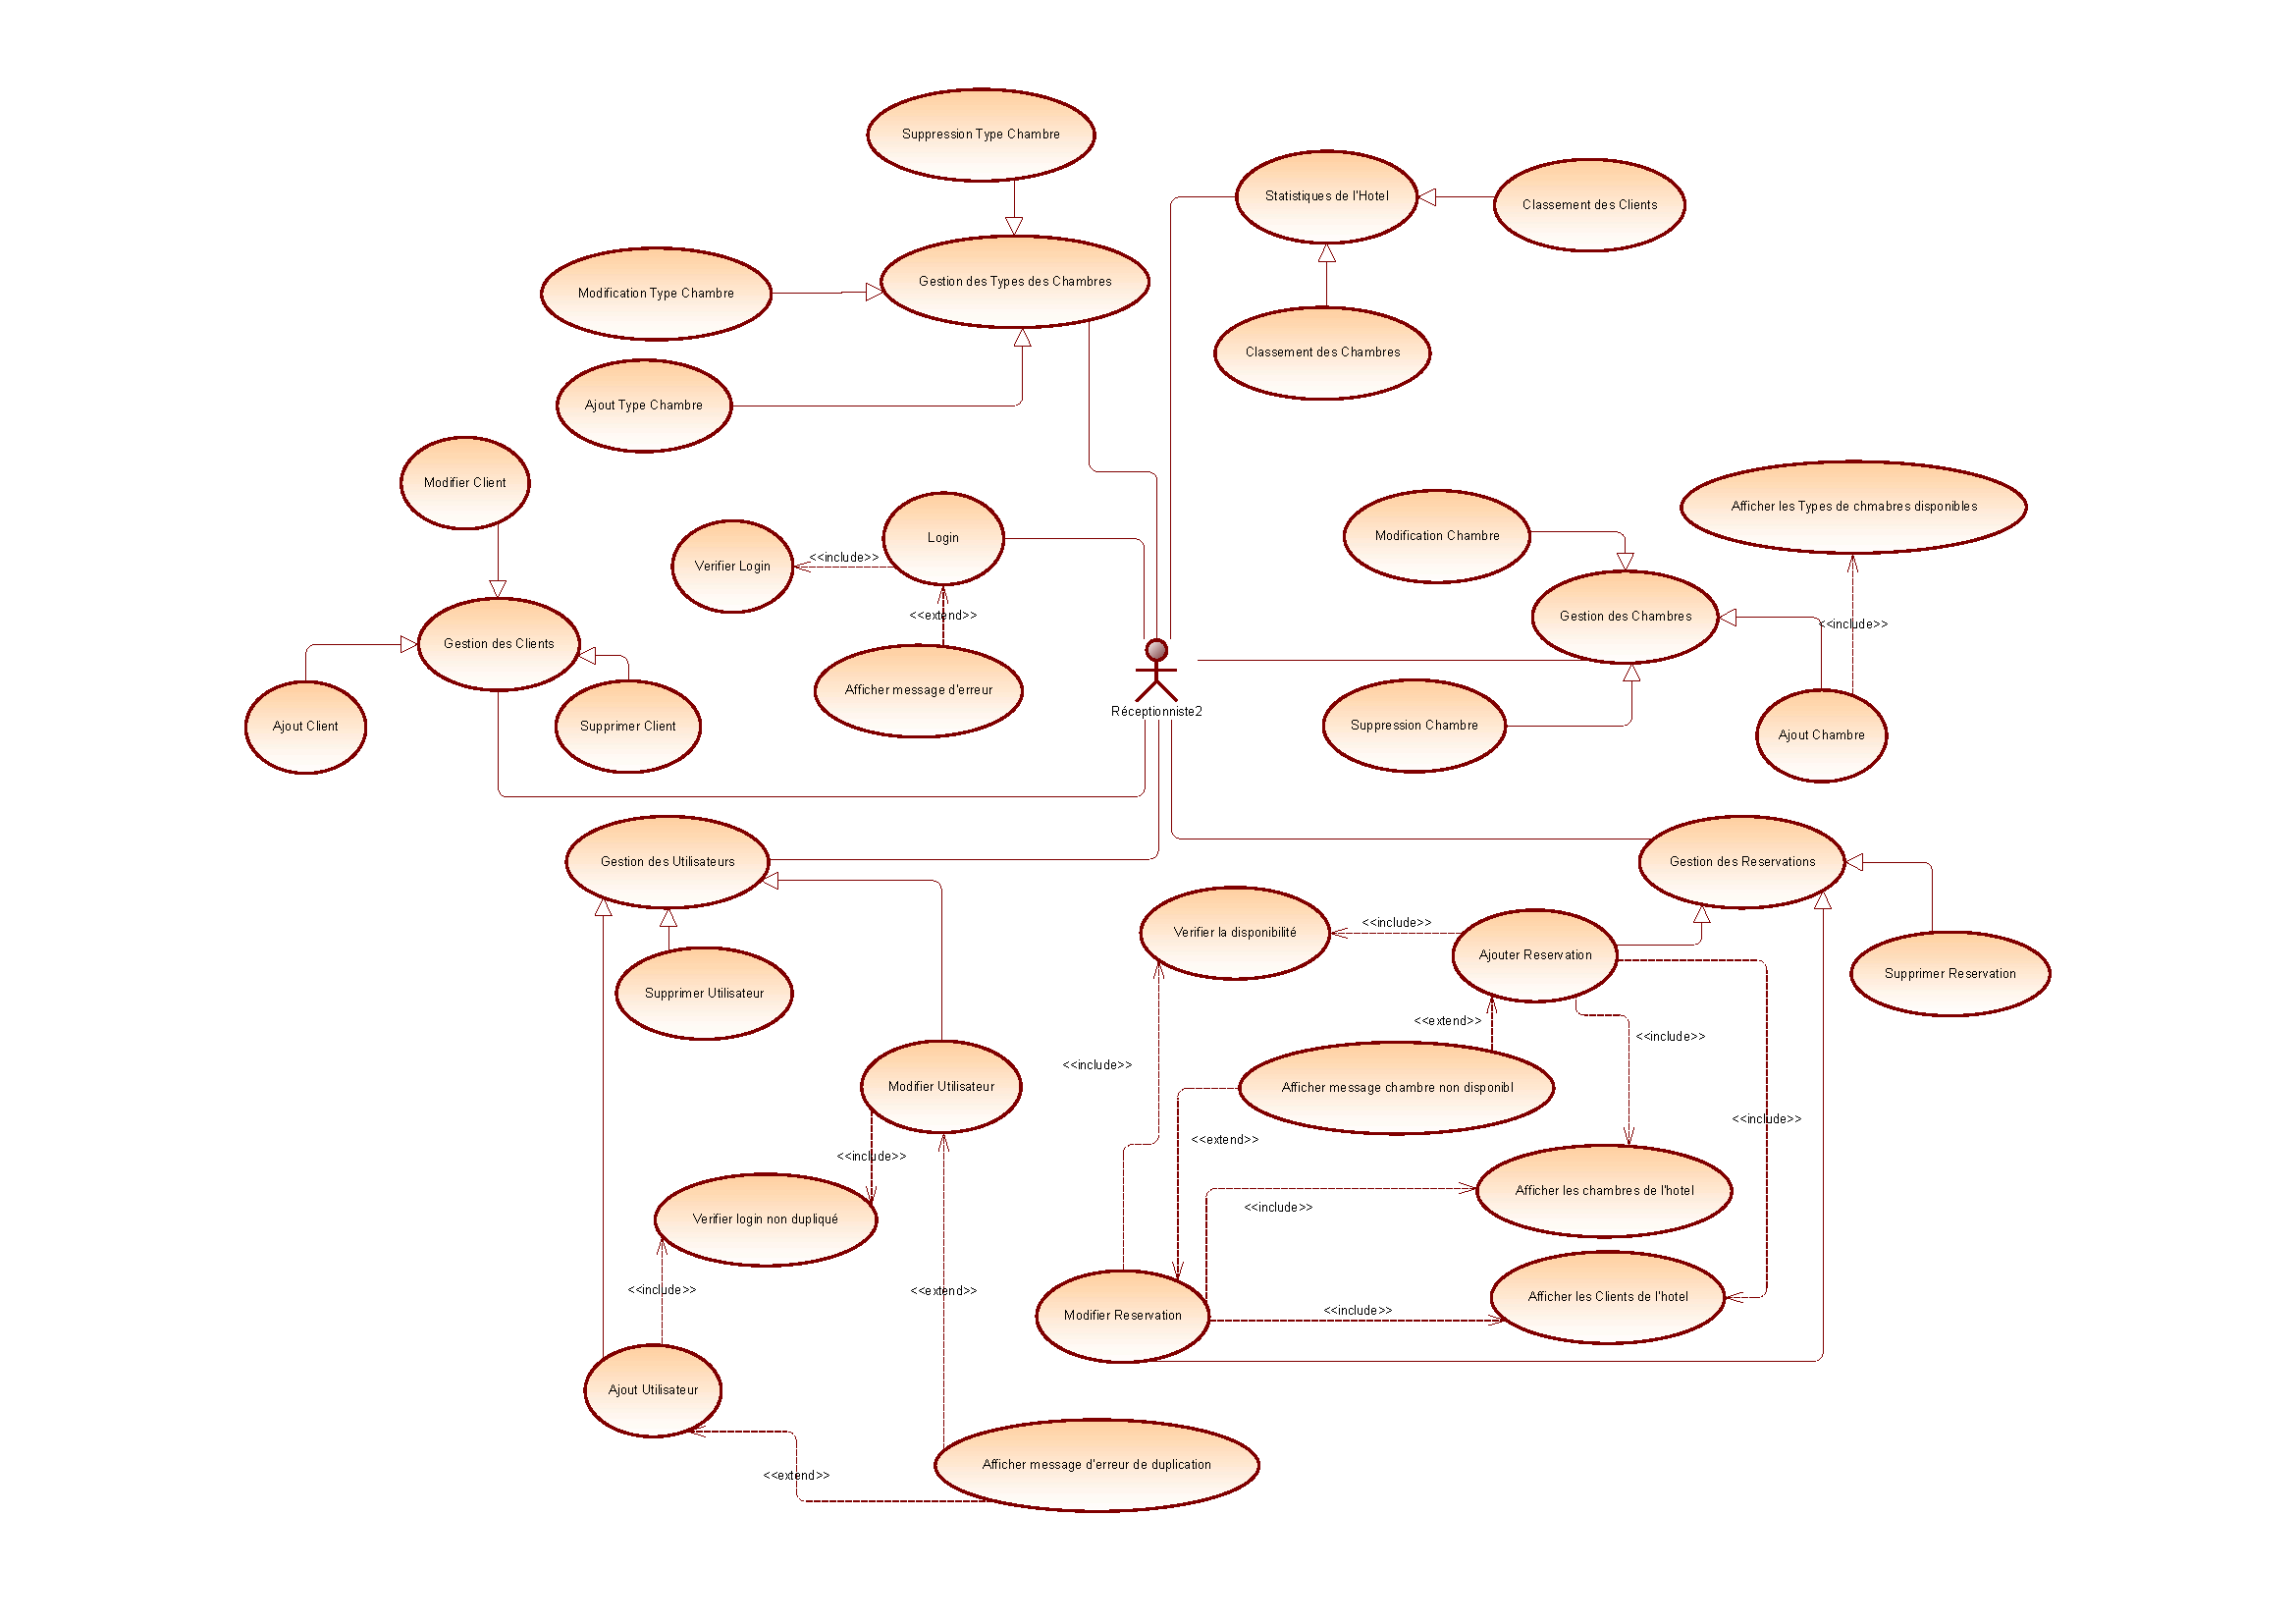 Suppression Type Chambre
Statistiques de l'Hotel
Classement des Clients
Gestion des Types des Chambres
Modification Type Chambre
Classement des Chambres
Ajout Type Chambre
Modifier Client
Afficher les Types de chmabres disponibles
Login
Modification Chambre
<<include>>
Verifier Login
<<extend>>
Gestion des Chambres
<<include>>
Gestion des Clients
Afficher message d'erreur
Réceptionniste2
Ajout Client
Supprimer Client
Suppression Chambre
Ajout Chambre
Gestion des Utilisateurs
Gestion des Reservations
<<include>>
Verifier la disponibilité
Ajouter Reservation
Supprimer Reservation
Supprimer Utilisateur
<<extend>>
<<include>>
<<include>>
Modifier Utilisateur
Afficher message chambre non disponibl
<<include>>
<<extend>>
<<include>>
Afficher les chambres de l'hotel
<<include>>
Verifier login non dupliqué
<<include>>
<<extend>>
Afficher les Clients de l'hotel
<<include>>
Modifier Reservation
Ajout Utilisateur
Afficher message d'erreur de duplication
<<extend>>